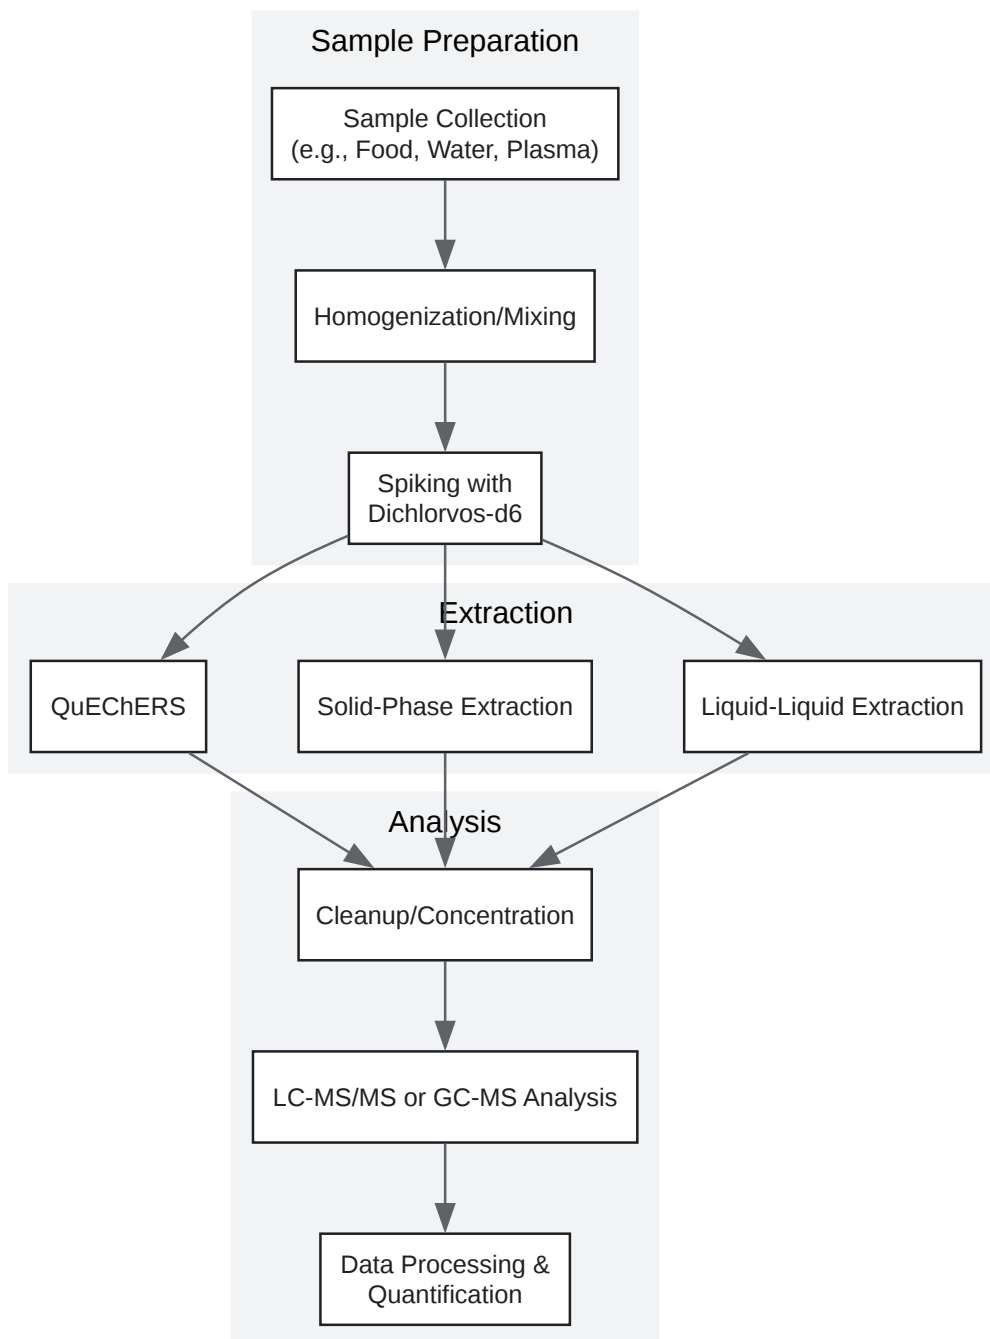 Sample Preparation
Sample Collection
(e.g., Food, Water, Plasma)
Homogenization/Mixing
Spiking with
Dichlorvos-d6
Extraction
QuEChERS
Solid-Phase Extraction
Liquid-Liquid Extraction
Analysis
Cleanup/Concentration
LC-MS/MS or GC-MS Analysis
Data Processing &
Quantification